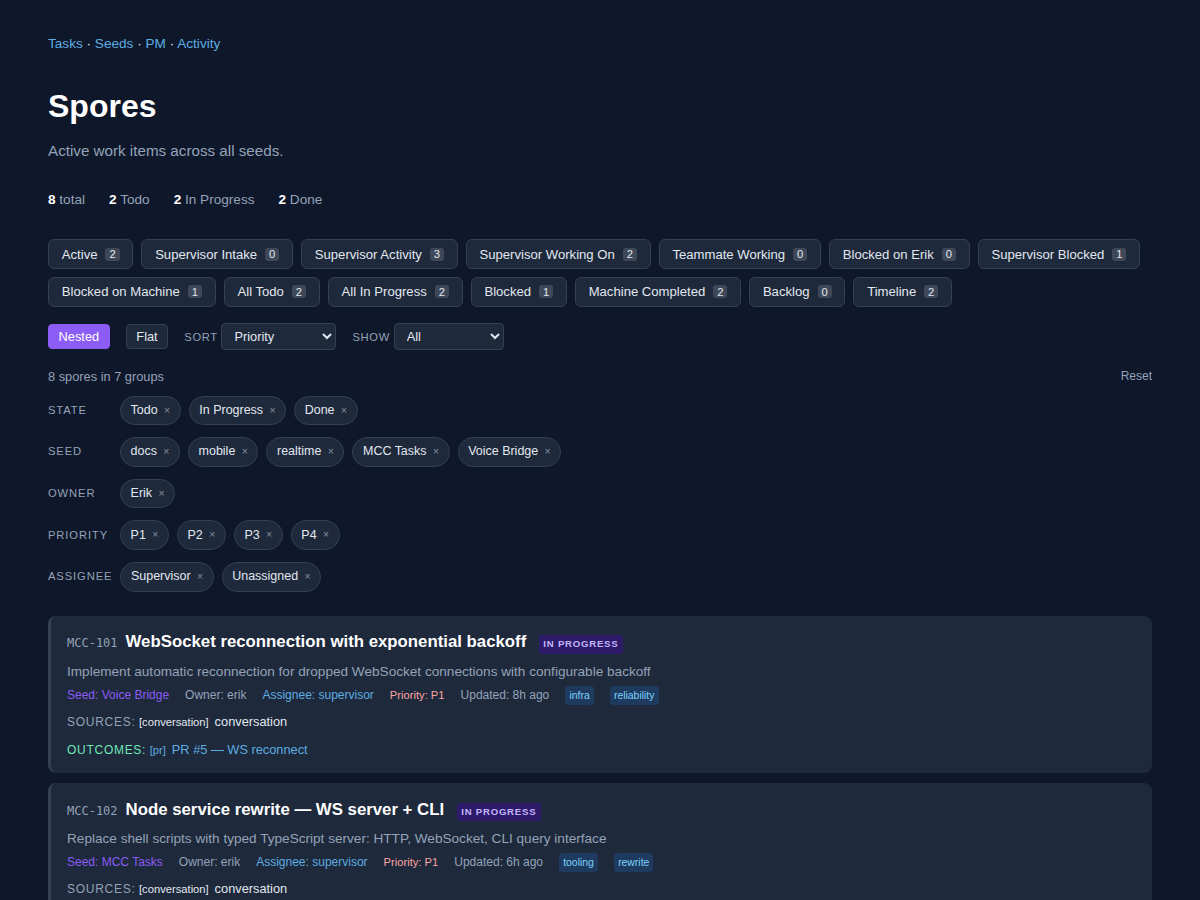 Tasks · Seeds · PM · Activity
Spores
Active work items across all seeds.
8 total 2 Todo 2 In Progress 2 Done
Active 2 Supervisor Intake 0 Supervisor Activity 3 Supervisor Working On 2 Teammate Working 0 Blocked on Erik 0 Supervisor Blocked 1
Blocked on Machine 1 All Todo 2 All In Progress 2 Blocked 1 Machine Completed 2 Backlog 0 Timeline 2
Nested Flat SORT Priority SHOW All
8 spores in 7 groups Reset
STATE Todo × In Progress × Done ×
SEED docs × mobile × realtime × MCC Tasks × Voice Bridge ×
OWNER Erik ×
PRIORITY P1 × P2 × P3 × P4 ×
ASSIGNEE Supervisor × Unassigned ×
MCC-101 WebSocket reconnection with exponential backoff IN PROGRESS
Implement automatic reconnection for dropped WebSocket connections with configurable backoff
Seed: Voice Bridge Owner: erik Assignee: supervisor Priority: P1 Updated: 8h ago infra reliability
SOURCES: [conversation] conversation
OUTCOMES: [pr] PR #5 — WS reconnect
MCC-102 Node service rewrite — WS server + CLI IN PROGRESS
Replace shell scripts with typed TypeScript server: HTTP, WebSocket, CLI query interface
Seed: MCC Tasks Owner: erik Assignee: supervisor Priority: P1 Updated: 6h ago tooling rewrite
SOURCES: [conversation] conversation